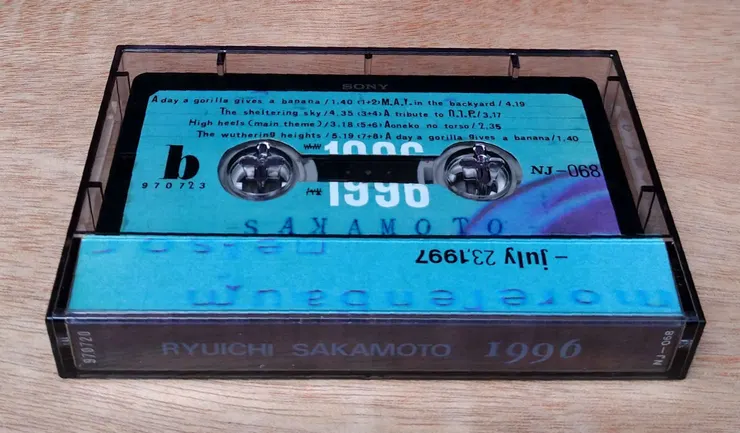 SONY
A day a gorilla gives a banana/1.40(1+2)M.A.Y. in the backyard/4.19
The sheltering sky/4.35(3+4)A tribute to N.J.P./3.17
High heels(main theme)/3.18(5+6)Aoneko no torso/2.35
The wuthering heights/5.19(7+8)A day a gorilla gives a banana/1.40
b
970723
1996
1996
NJ-068
SAKAMOTO
- july 23.1997
morelenbaum
970720
RYUICHI SAKAMOTO 1996
NJ-068